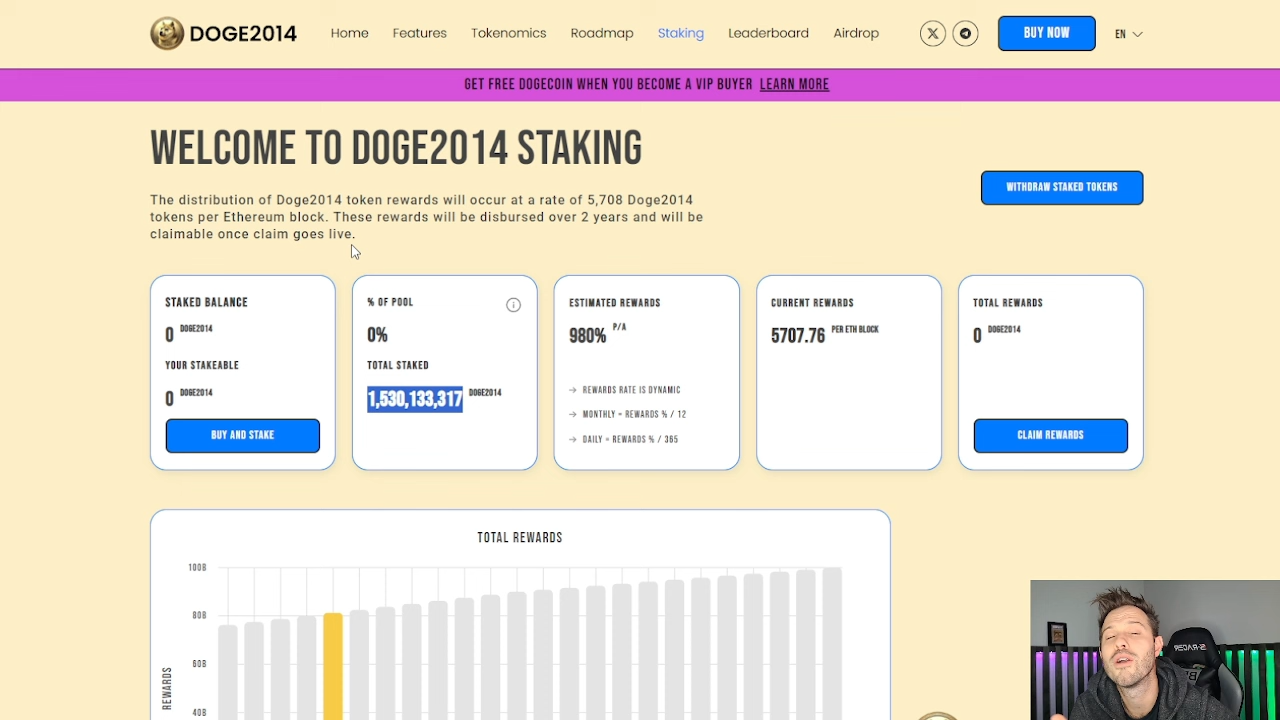 DOGE2014
Home
Features
Tokenomics
Roadmap
Staking
Leaderboard
Airdrop
BUY NOW
EN
GET FREE DOGECOIN WHEN YOU BECOME A VIP BUYER LEARN MORE
WELCOME TO DOGE2014 STAKING
The distribution of Doge2014 token rewards will occur at a rate of 5,708 Doge2014
tokens per Ethereum block. These rewards will be disbursed over 2 years and will be
claimable once claim goes live.
WITHDRAW STAKED TOKENS
STAKED BALANCE
0 DOGE2014
YOUR STAKEABLE
0 DOGE2014
BUY AND STAKE
% OF POOL
0%
TOTAL STAKED
1,530,133,317 DOGE2014
ESTIMATED REWARDS
980% P/A
→ REWARDS RATE IS DYNAMIC
→ MONTHLY = REWARDS % / 12
→ DAILY = REWARDS % / 365
CURRENT REWARDS
5707.76 PER ETH BLOCK
TOTAL REWARDS
0 DOGE2014
CLAIM REWARDS
TOTAL REWARDS
100B
80B
60B
40B
REWARDS